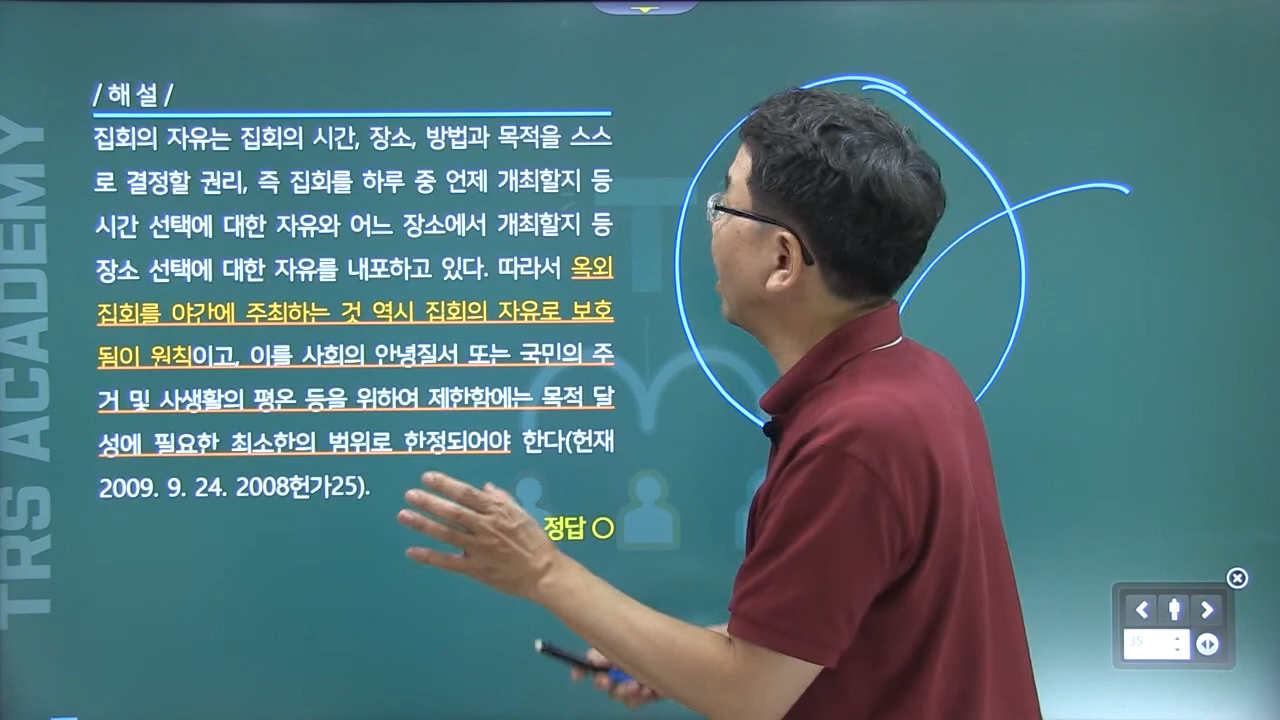 / 해 설 /
집회의 자유는 집회의 시간, 장소, 방법과 목적을 스스
로 결정할 권리, 즉 집회를 하루 중 언제 개최할지 등
시간 선택에 대한 자유와 어느 장소에서 개최할지 등
장소 선택에 대한 자유를 내포하고 있다. 따라서 옥외
집회를 야간에 주최하는 것 역시 집회의 자유로 보호
됨이 원칙이고, 이를 사회의 안녕질서 또는 국민의 주
거 및 사생활의 평온 등을 위하여 제한함에는 목적 달
성에 필요한 최소한의 범위로 한정되어야 한다(헌재
2009. 9. 24. 2008헌가25).
정답 ○
TRS ACADEMY
35